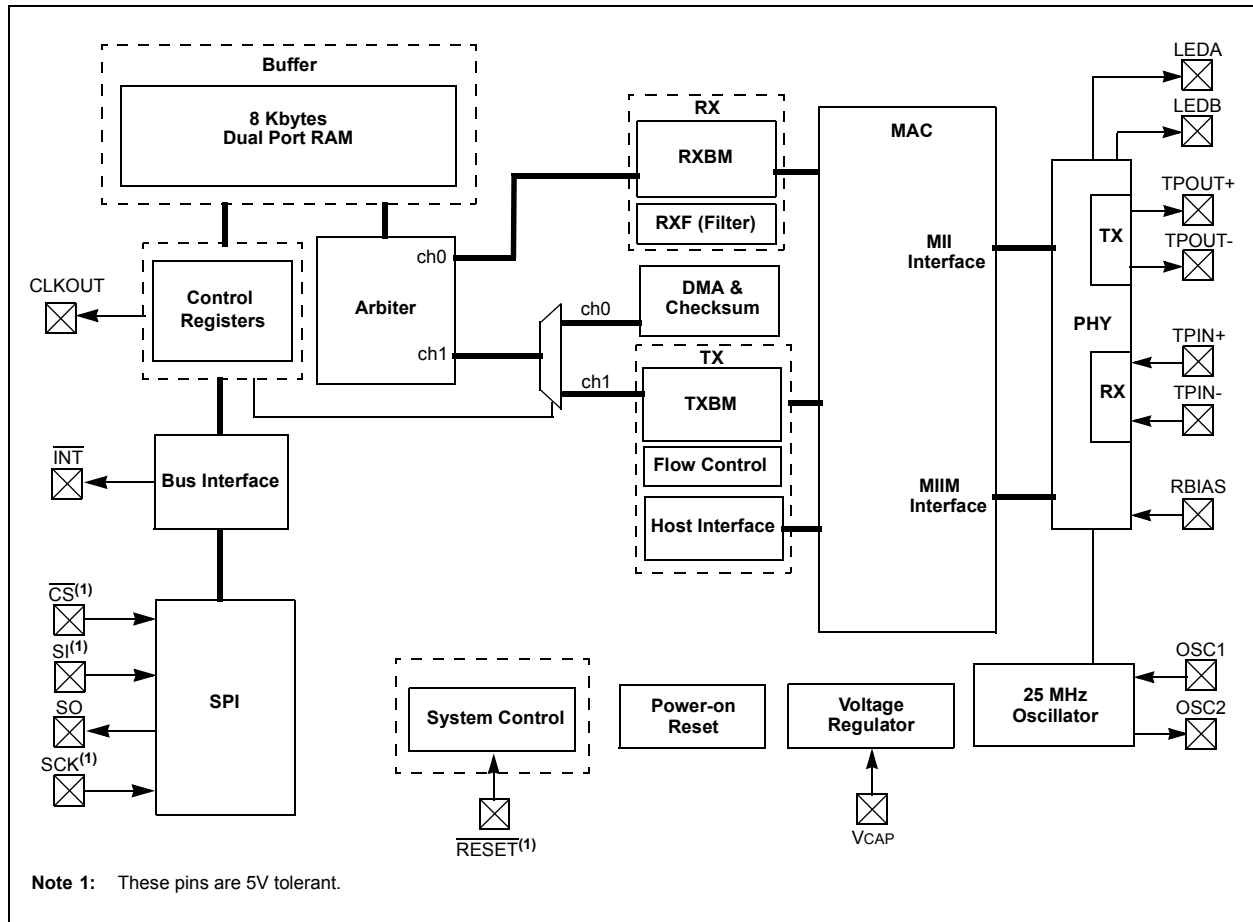 Buffer
8 Kbytes
Dual Port RAM
RX
RXBM
RXF (Filter)
MAC
MII
Interface
MIIM
Interface
LEDA
LEDB
TPOUT+
TPOUT-
TX
PHY
RX
TPIN+
TPIN-
RBIAS
ch0
Arbiter
ch1
ch0
ch1
DMA &
Checksum
TX
TXBM
Flow Control
Host Interface
CLKOUT
Control
Registers
INT
Bus Interface
CS(1)
SI(1)
SO
SCK(1)
SPI
System Control
RESET(1)
Power-on
Reset
Voltage
Regulator
VCAP
25 MHz
Oscillator
OSC1
OSC2
Note 1: These pins are 5V tolerant.